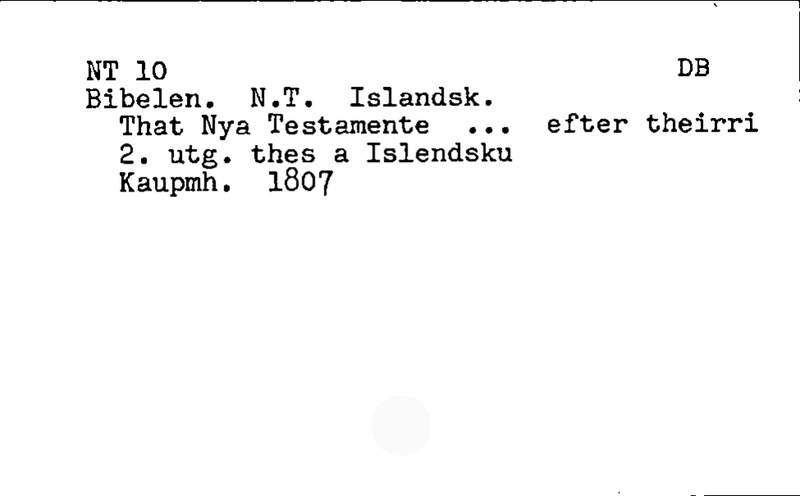 NT 10 DB
Bibelen. N.T. Islandsk.
That Nya Testamente ... efter theirri
2. utg. thes a Islendsku
Kaupmh. 1807